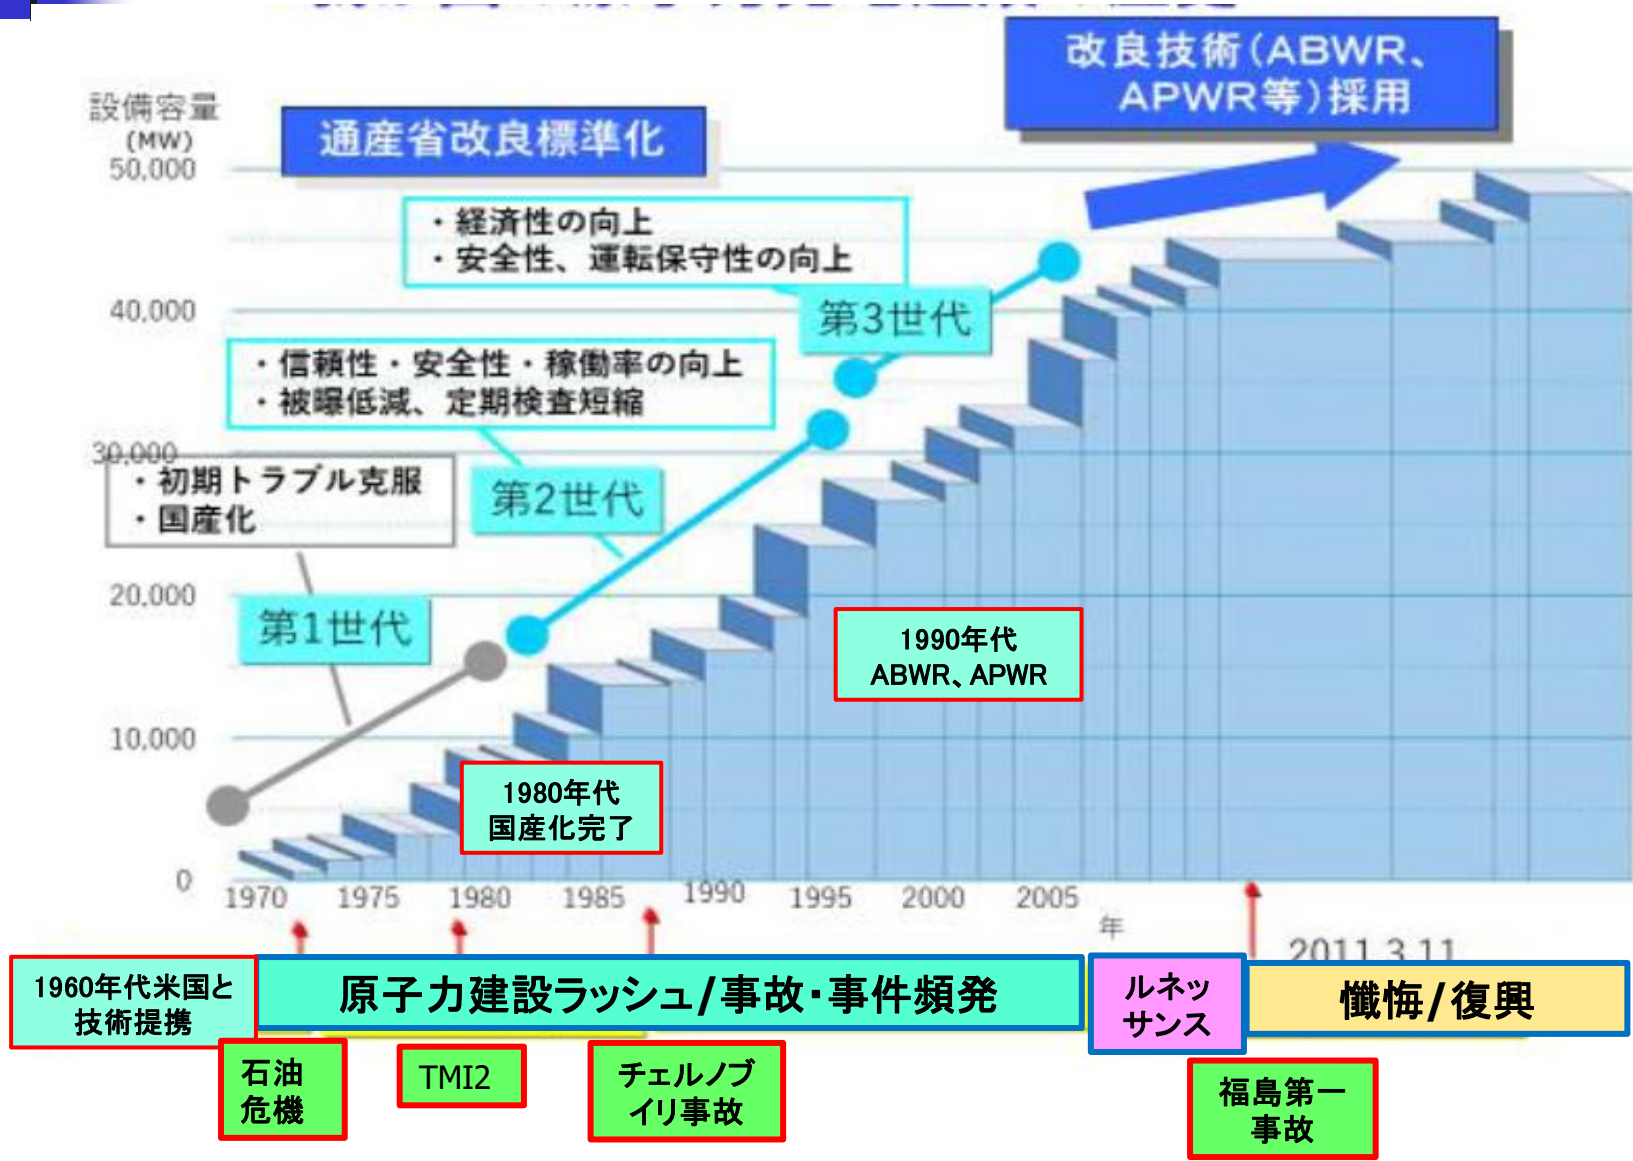 改良技術(ABWR、
APWR等)採用
設備容量
(MW)
通産省改良標準化
50,000
・経済性の向上
・安全性、運転保守性の向上
40,000
第3世代
・信頼性・安全性・稼働率の向上
・被曝低減、定期検査短縮
30,000
・初期トラブル克服
・国産化
第2世代
20,000
第1世代
1990年代
ABWR、APWR
10,000
1980年代
国産化完了
0
1970 1975 1980 1985 1990 1995 2000 2005
年
2011.3.11
1960年代米国と
技術提携
原子力建設ラッシュ/事故・事件頻発
ルネッ
サンス
懺悔/復興
石油
危機
TMI2
チェルノブ
イリ事故
福島第一
事故